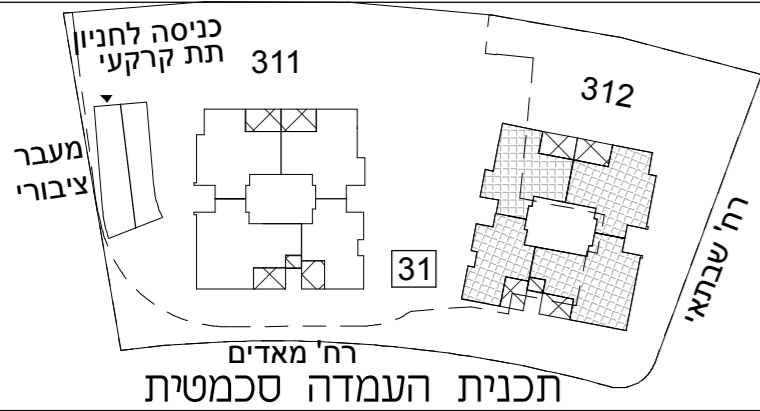 כניסה לחניון
תת קרקעי
311
312
מעבר
ציבורי
31
רח' שבתאי
רח' מאדים
תכנית העמדה סכמטית